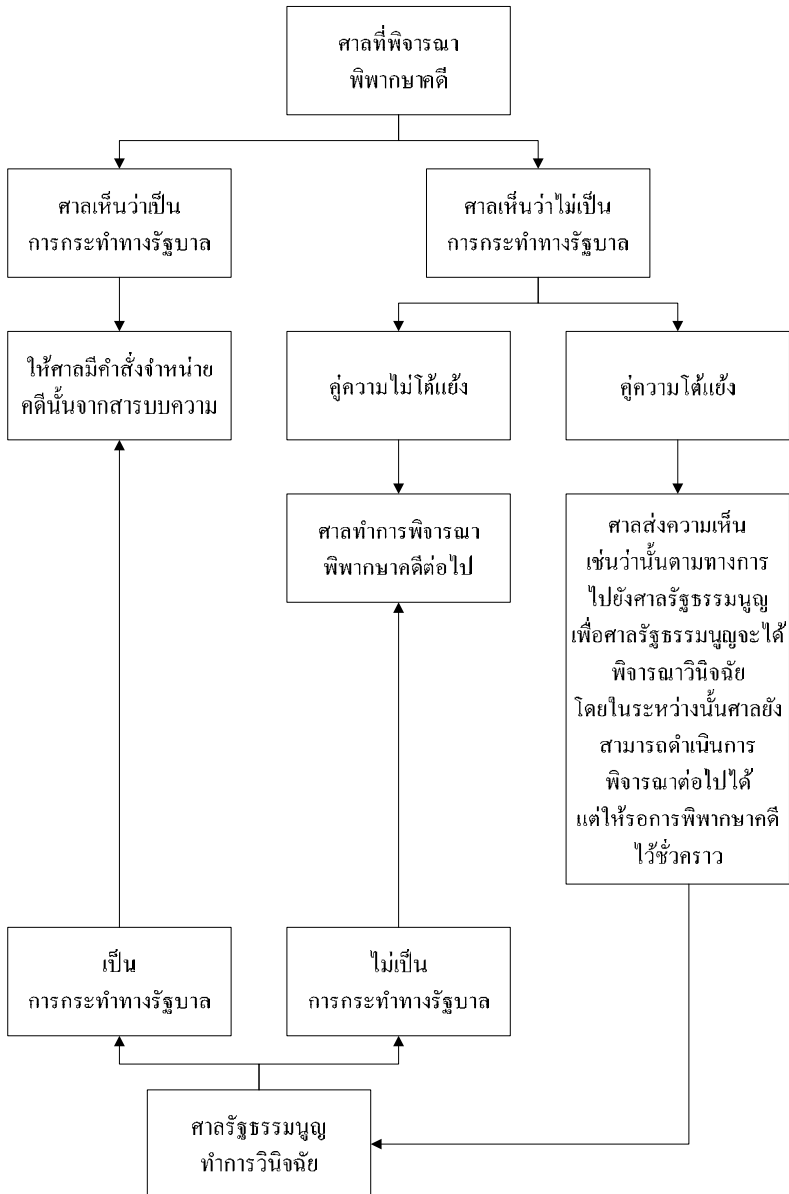 ศาลที่พิจารณา
พิพากษาคดี
ศาลเห็นว่าเป็น
การกระทำทางรัฐบาล
ศาลเห็นว่าไม่เป็น
การกระทำทางรัฐบาล
ให้ศาลมีคำสั่งจำหน่าย
คดีนั้นจากสารบบความ
คู่ความไม่โต้แย้ง
คู่ความโต้แย้ง
ศาลทำการพิจารณา
พิพากษาคดีต่อไป
ศาลส่งความเห็น
เช่นว่านั้นตามทางการ
ไปยังศาลรัฐธรรมนูญ
เพื่อศาลรัฐธรรมนูญจะได้
พิจารณาวินิจฉัย
โดยในระหว่างนั้นศาลยัง
สามารถดำเนินการ
พิจารณาต่อไปได้
แต่ให้รอการพิพากษาคดี
ไว้ชั่วคราว
เป็น
การกระทำทางรัฐบาล
ไม่เป็น
การกระทำทางรัฐบาล
ศาลรัฐธรรมนูญ
ทำการวินิจฉัย